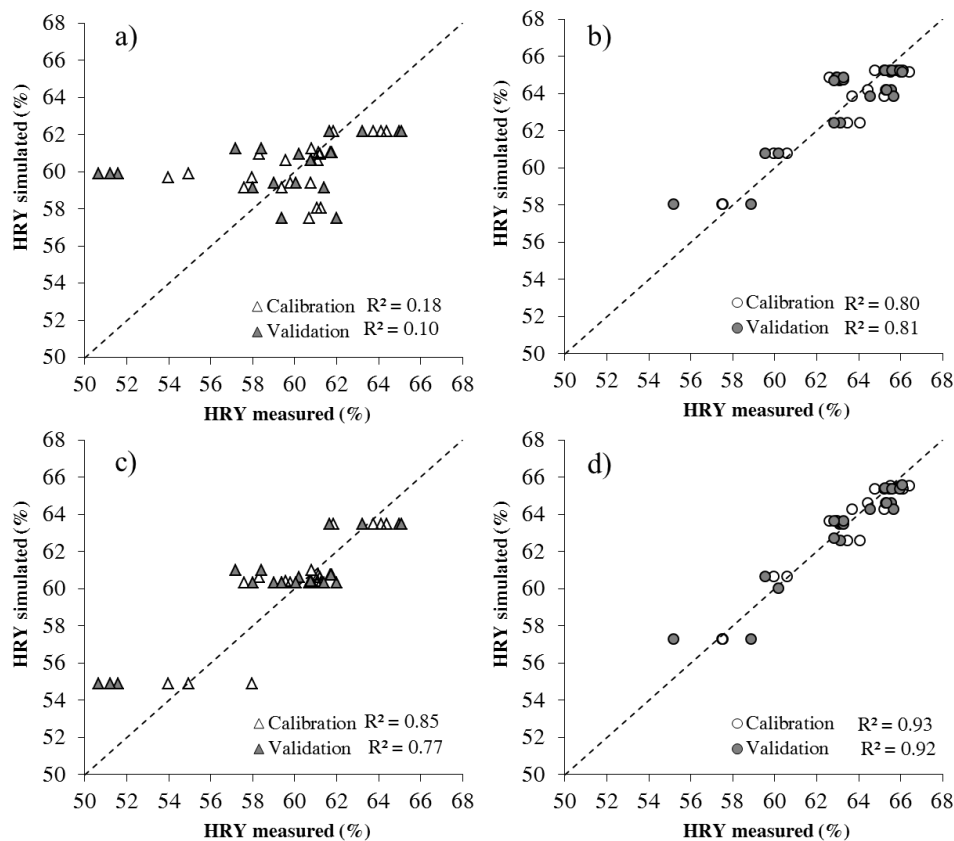 a)
68
66
64
62
60
58
56
54
52
50
HRY simulated (%)
Calibration R² = 0.18
Validation R² = 0.10
50 52 54 56 58 60 62 64 66 68
HRY measured (%)
b)
68
66
64
62
60
58
56
54
52
50
HRY simulated (%)
Calibration R² = 0.80
Validation R² = 0.81
50 52 54 56 58 60 62 64 66 68
HRY measured (%)
c)
68
66
64
62
60
58
56
54
52
50
HRY simulated (%)
Calibration R² = 0.85
Validation R² = 0.77
50 52 54 56 58 60 62 64 66 68
HRY measured (%)
d)
68
66
64
62
60
58
56
54
52
50
HRY simulated (%)
Calibration R² = 0.93
Validation R² = 0.92
50 52 54 56 58 60 62 64 66 68
HRY measured (%)